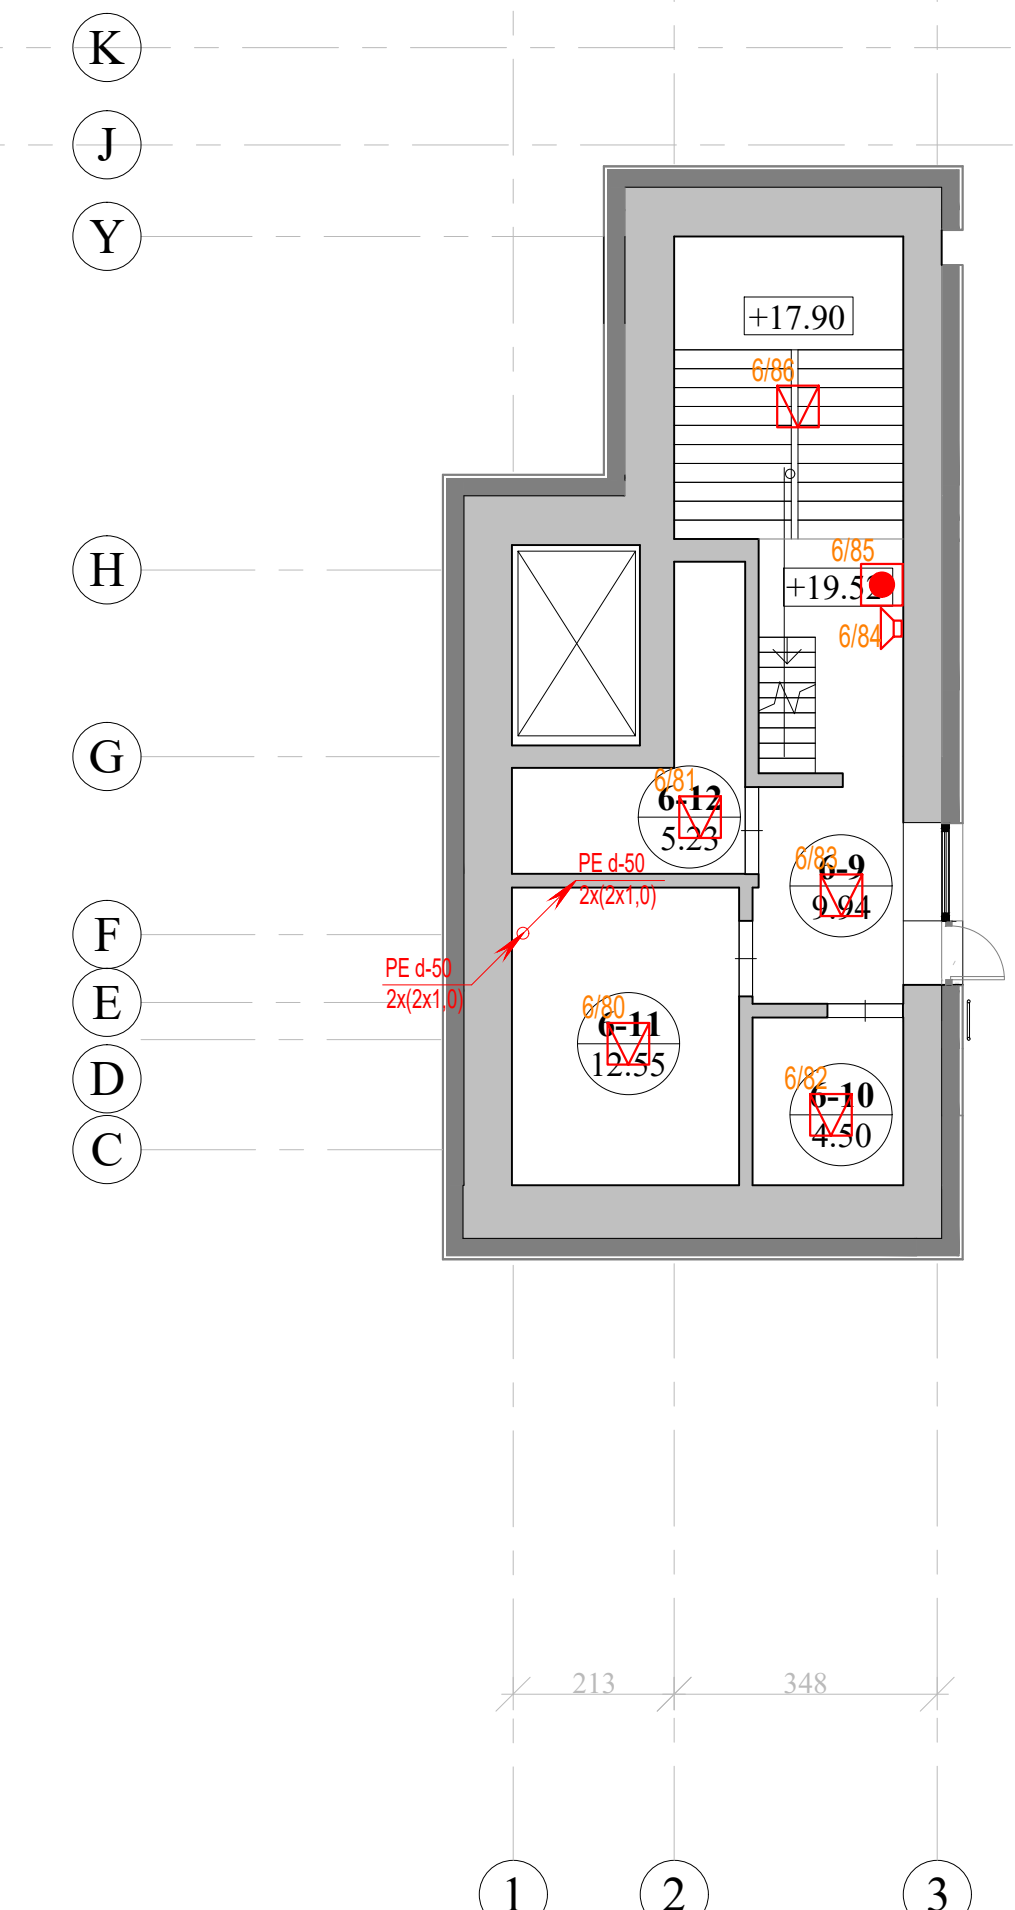 K
J
Y
+17.90
6/86
H
6/85
+19.52
6/84
G
6/81
6-12
5.23
PE d-50
2x(2x1,0)
6/83
6-9
9.94
F
PE d-50
2x(2x1,0)
E
6/80
6-11
12.55
D
6/82
6-10
4.50
C
213
348
1
2
3